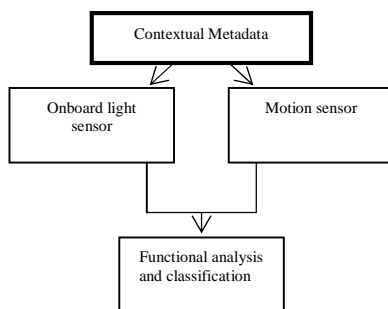 Contextual Metadata
Onboard light
sensor
Motion sensor
Functional analysis
and classification